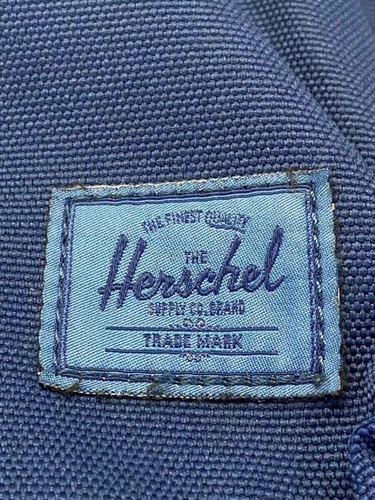 THE FINEST QUALITY
THE
Herschel
SUPPLY CO. BRAND
TRADE MARK